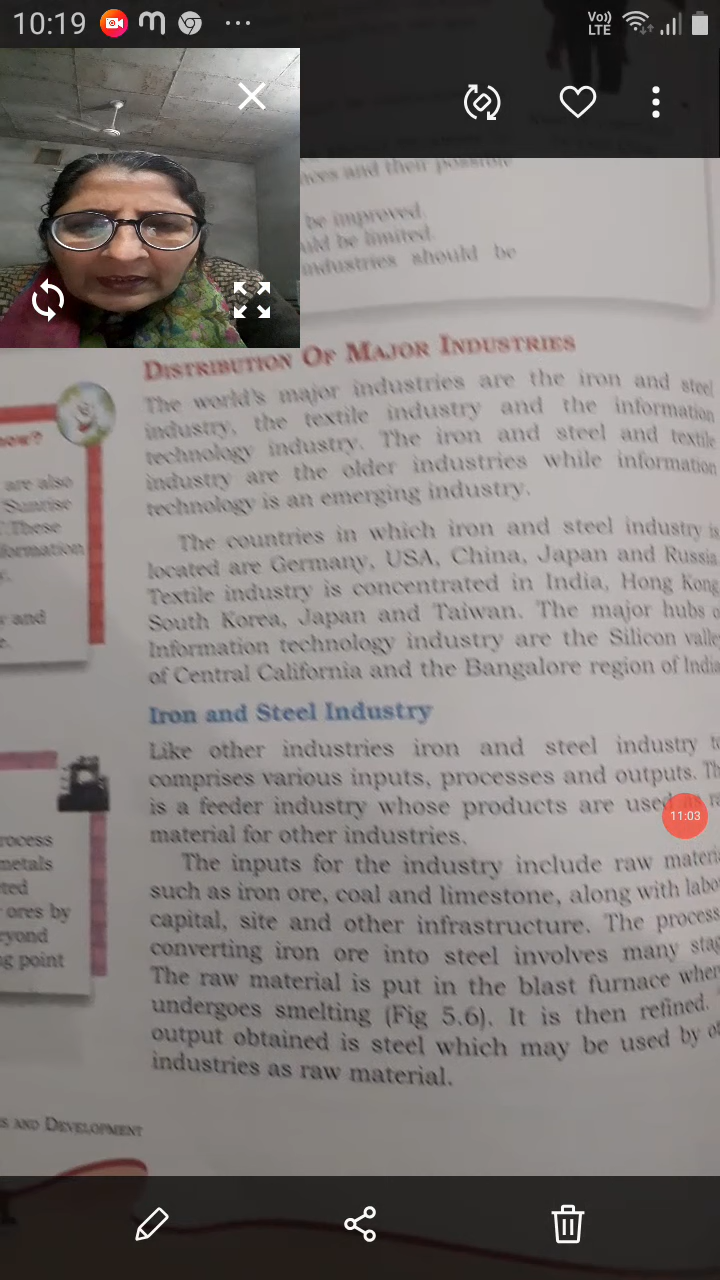 10:19
Vo))
LTE
be improved.
be limited.
industries should be
DISTRIBUTION OF MAJOR INDUSTRIES
The world's major industries are the iron and steel
industry, the textile industry and the information
technology industry. The iron and steel and textile
industry are the older industries while information
technology is an emerging industry.
The countries in which iron and steel industry is
located are Germany, USA, China, Japan and Russia
Textile industry is concentrated in India, Hong Kong
South Korea, Japan and Taiwan. The major hubs
Information technology industry are the Silicon
of Central California and the Bangalore region of India
Iron and Steel Industry
Like other industries iron and steel industry
comprises various inputs, processes and outputs.
is a feeder industry whose products are used as
material for other industries.
11:03
The inputs for the industry include raw
such as iron ore, coal and limestone, along with
capital, site and other infrastructure. The process
converting iron ore into steel involves many
The raw material is put in the blast furnace
undergoes smelting (Fig 5.6). It is then refined.
output obtained is steel which may be used by
industries as raw material.
are also
'Sunrise
These
and
metals
ores by
point
AND DEVELOPMENT